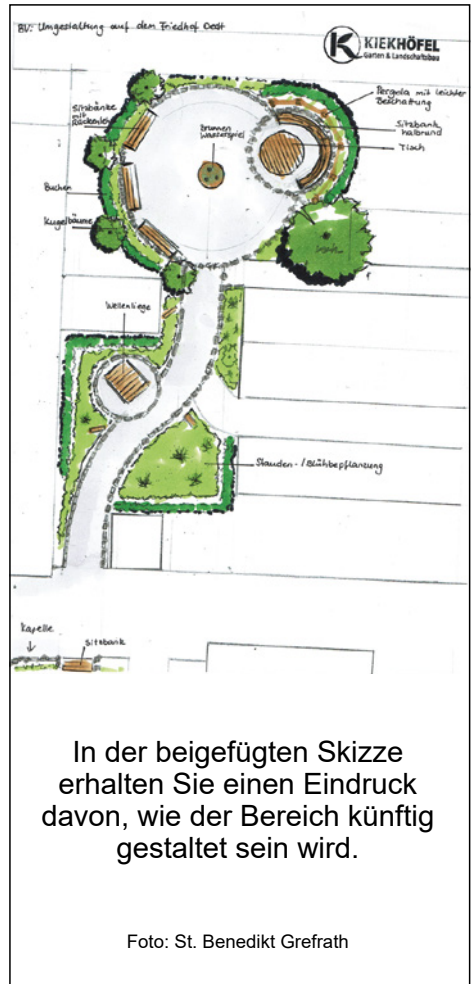 BV: Umgestaltung auf dem Friedhof Oedt
K KIEKHÖFEL
Garten & Landschaftsbau
Pergola mit leichter
Beschattung
Sitzbank
halbrund
Tisch
Sitzbänke
mit
Rückenlehne
Brunnen
Wasserspiel
Buchen
Kugelbäume
Wellenliege
Stauden-/Blühbepflanzung
Kapelle
Sitzbank
In der beigefügten Skizze
erhalten Sie einen Eindruck
davon, wie der Bereich künftig
gestaltet sein wird.
Foto: St. Benedikt Grefrath